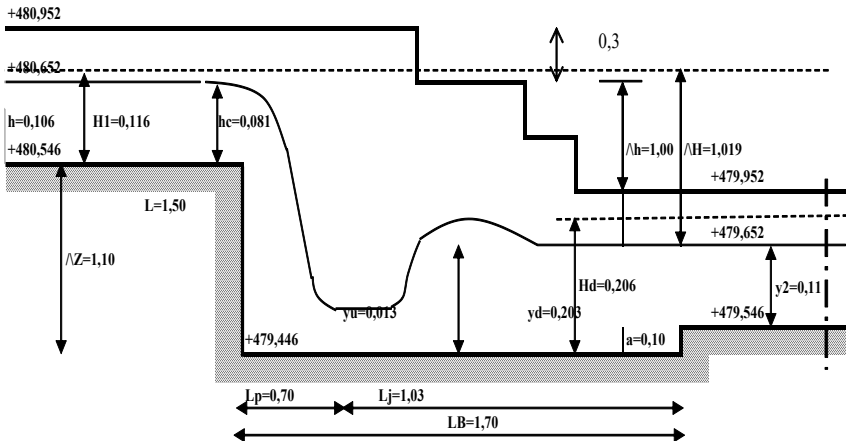 +480,952
0,3
+480,652
h=0,106
H1=0,116
hc=0,081
/\h=1,00
/\H=1,019
+480,546
+479,952
L=1,50
+479,652
/\Z=1,10
Hd=0,206
y2=0,11
yu=0,013
yd=0,203
+479,546
+479,446
a=0,10
Lp=0,70
Lj=1,03
LB=1,70